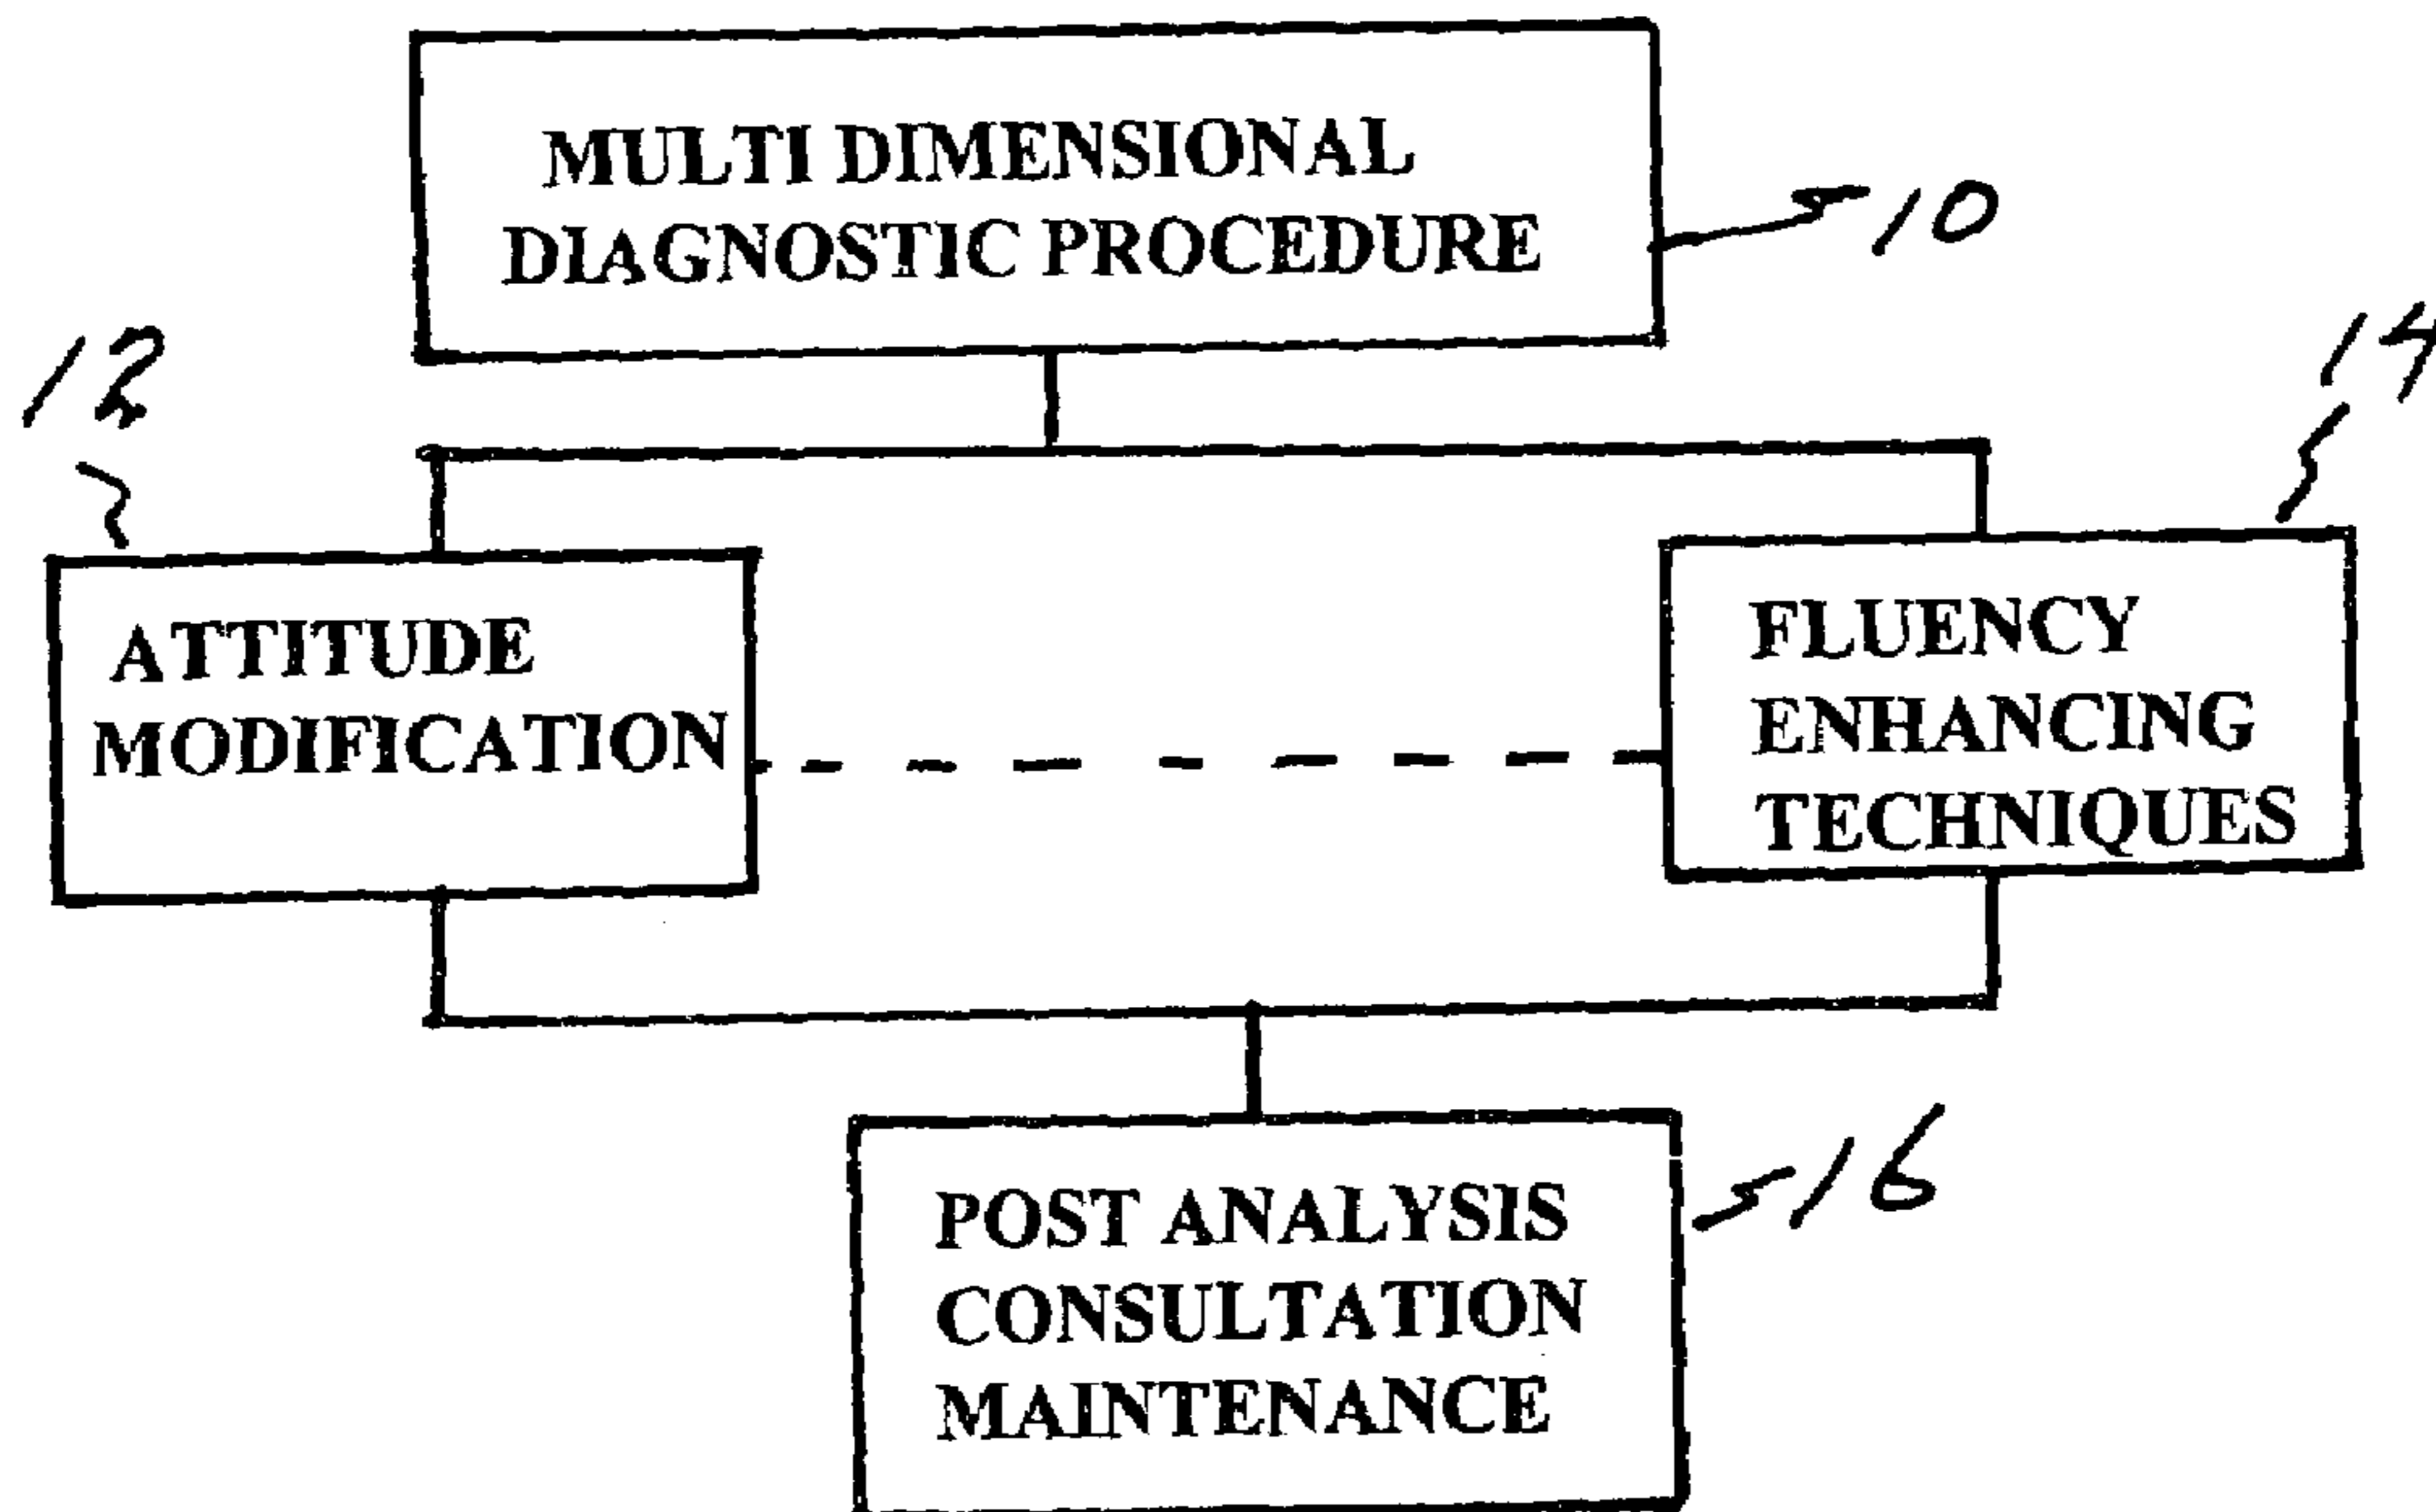 MULTI DIMENSIONAL
DIAGNOSTIC PROCEDURE
10
12
14
ATTITUDE
MODIFICATION
FLUENCY
ENHANCING
TECHNIQUES
POST ANALYSIS
CONSULTATION
MAINTENANCE
16